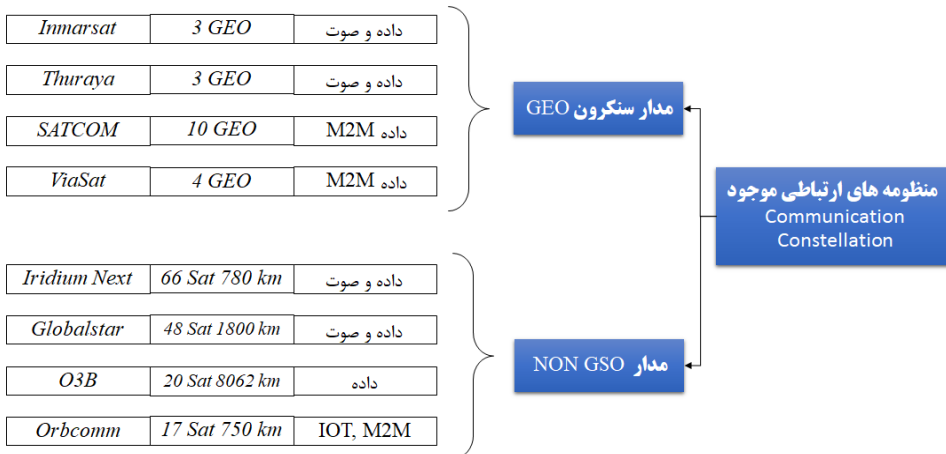 منظومه های ارتباطی موجود
Communication
Constellation
مدار سنکرون GEO
Inmarsat 3 GEO داده و صوت
Thuraya 3 GEO داده و صوت
SATCOM 10 GEO داده M2M
ViaSat 4 GEO داده M2M
مدار NON GSO
Iridium Next 66 Sat 780 km داده و صوت
Globalstar 48 Sat 1800 km داده و صوت
O3B 20 Sat 8062 km داده
Orbcomm 17 Sat 750 km IOT, M2M